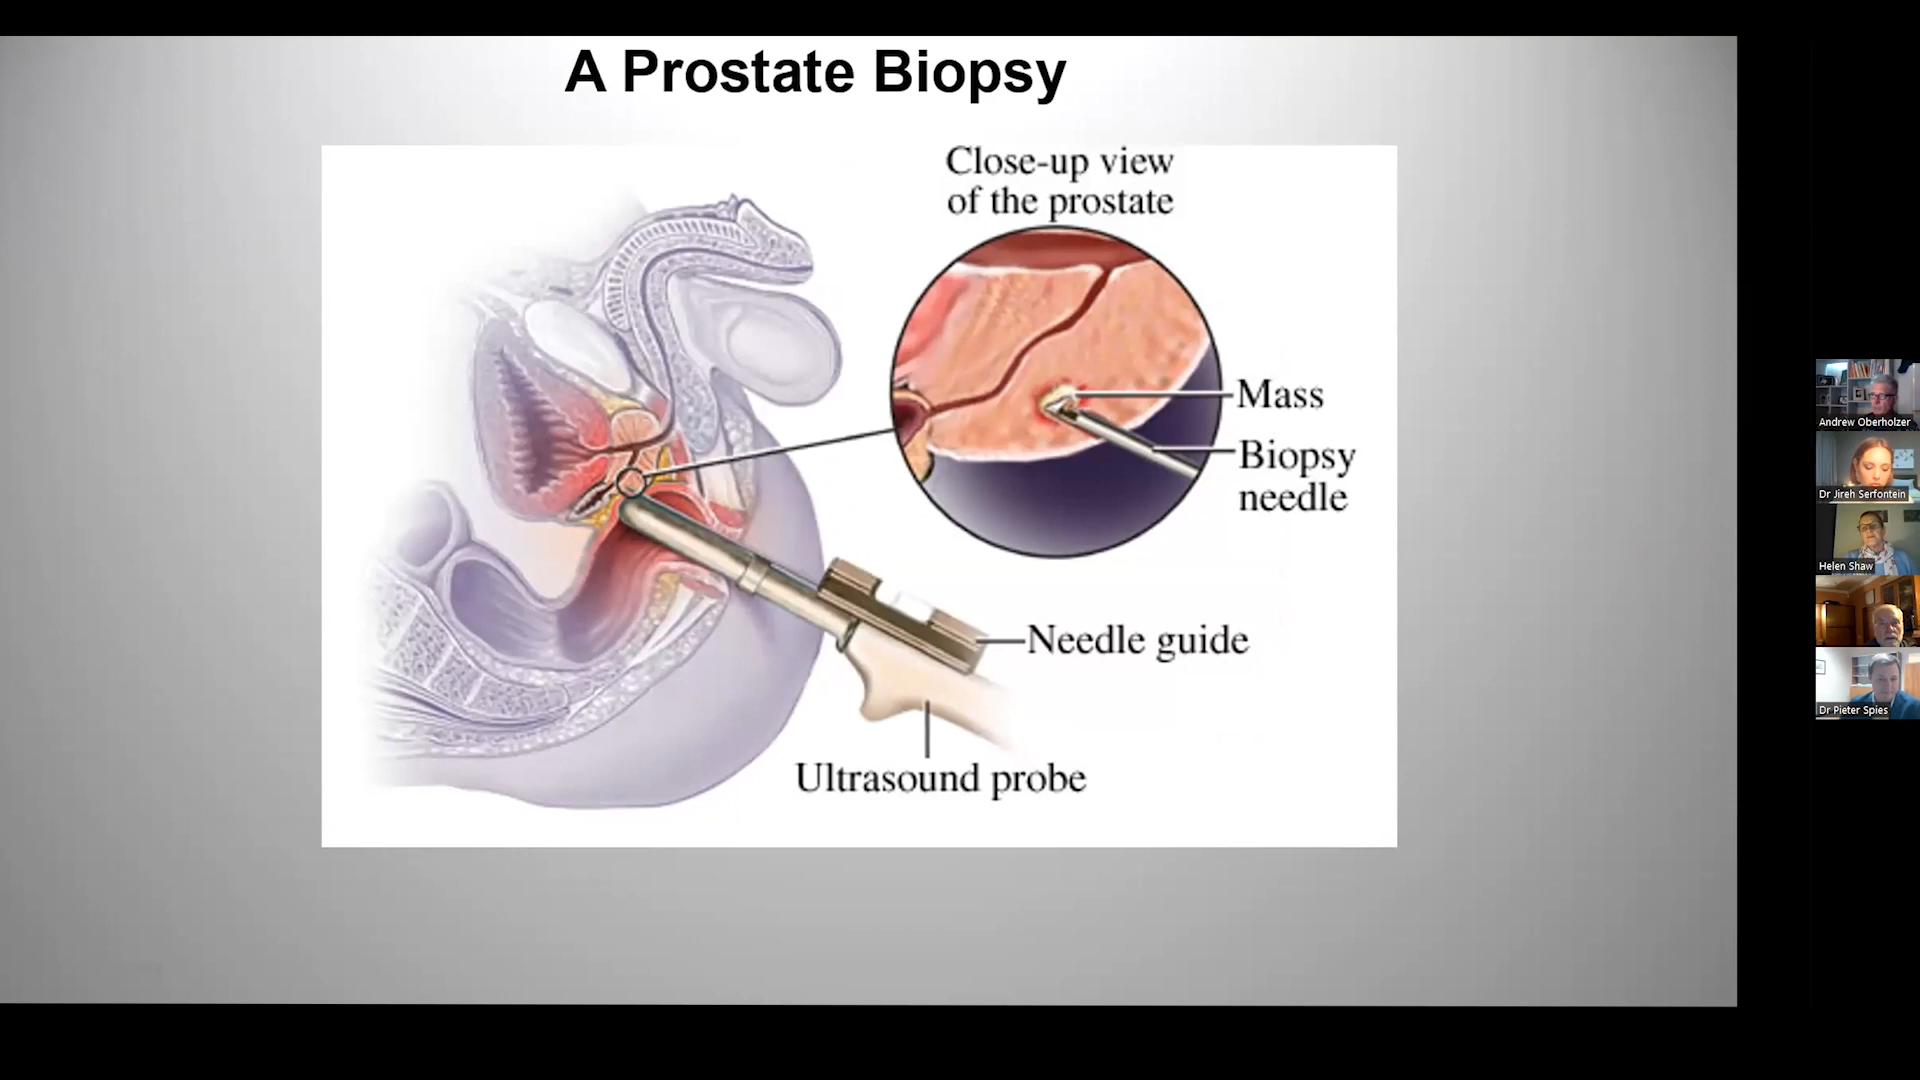 A Prostate Biopsy
Close-up view
of the prostate
Mass
Biopsy
needle
Needle guide
Ultrasound probe
Andrew Oberholzer
Dr Jireh Serfontein
Helen Shaw
Dr Pieter Spies